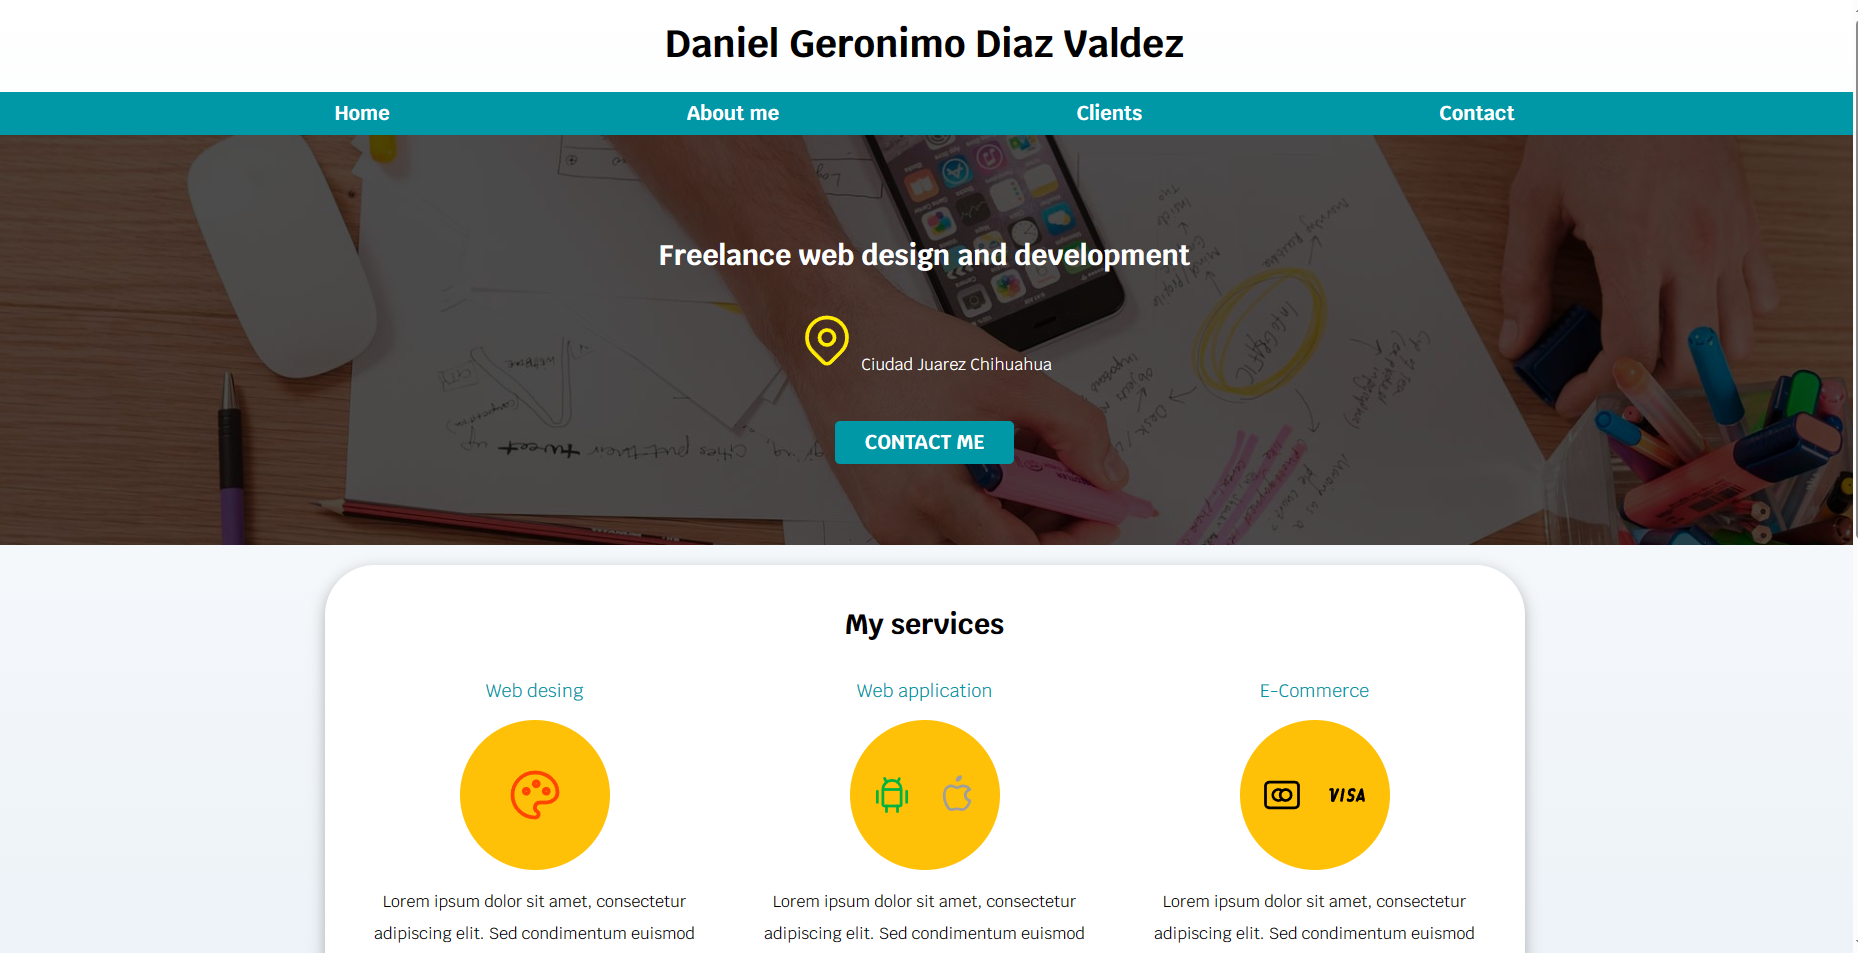 Daniel Geronimo Diaz Valdez
Home About me Clients Contact
Freelance web design and development
Ciudad Juarez Chihuahua
CONTACT ME
My services
Web desing Web application E-Commerce
VISA
Lorem ipsum dolor sit amet, consectetur
adipiscing elit. Sed condimentum euismod
Lorem ipsum dolor sit amet, consectetur
adipiscing elit. Sed condimentum euismod
Lorem ipsum dolor sit amet, consectetur
adipiscing elit. Sed condimentum euismod